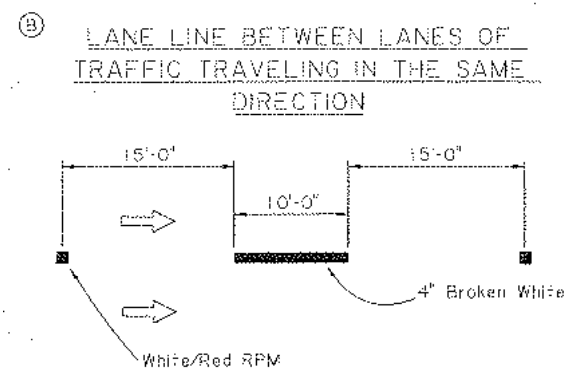 B
LANE LINE BETWEEN LANES OF
TRAFFIC TRAVELING IN THE SAME
DIRECTION
15'-0" 15'-0"
10'-0"
4" Broken White
White/Red RPM